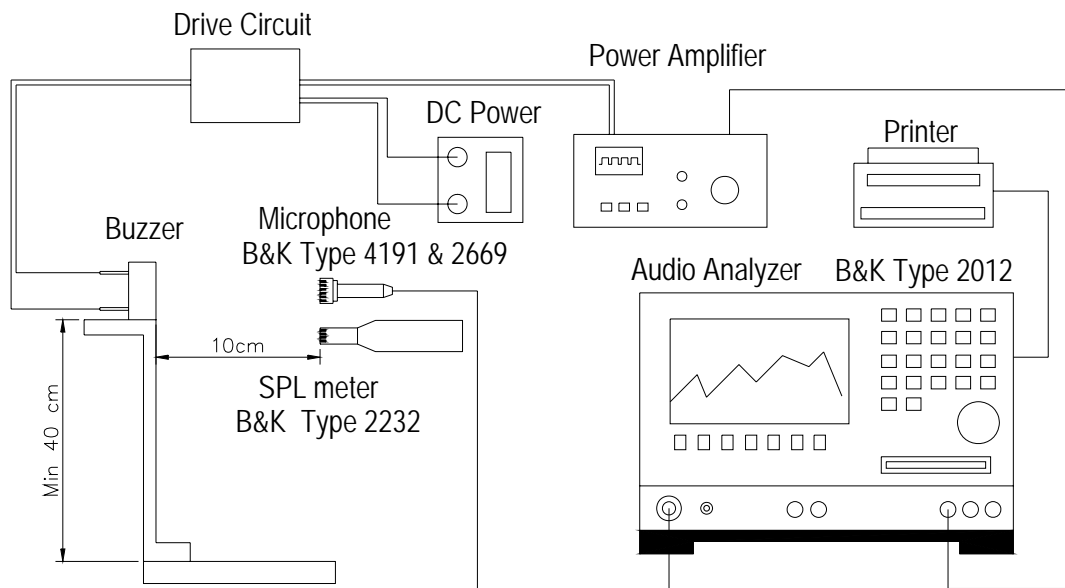 Drive Circuit
Power Amplifier
DC Power
Printer
Buzzer
Microphone
B&K Type 4191 & 2669
Audio Analyzer
B&K Type 2012
10cm
SPL meter
B&K Type 2232
Min 40 cm